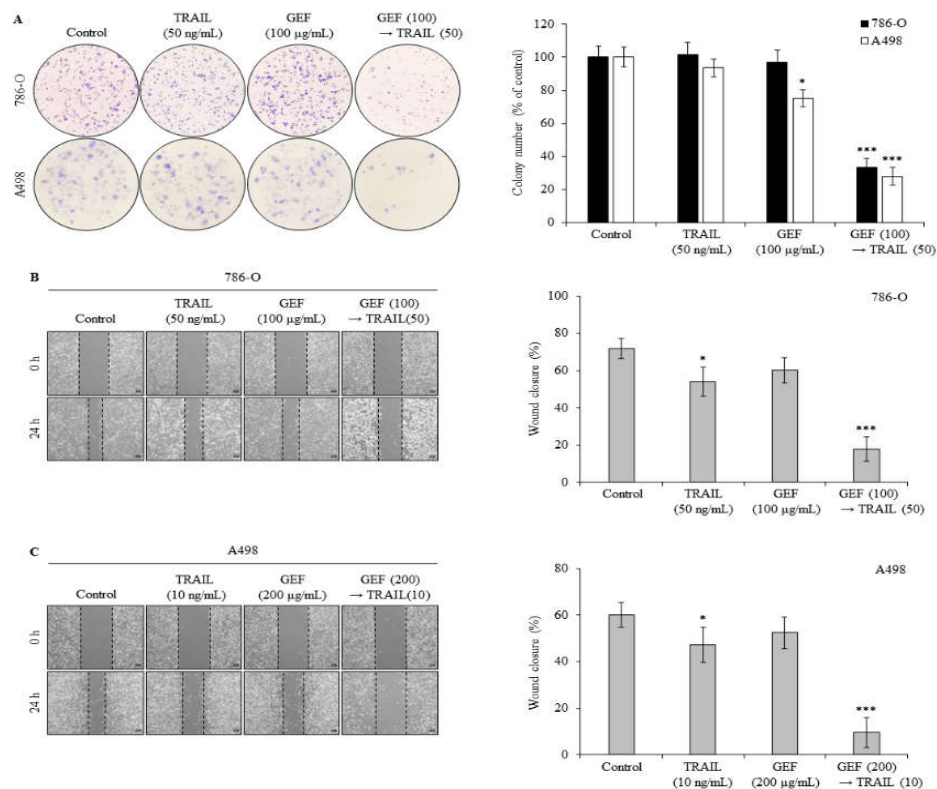 A
Control
TRAIL
(50 ng/mL)
GEF
(100 μg/mL)
GEF (100)
→ TRAIL (50)
786-O
A498
Colony number (% of control)
120
100
80
60
40
20
0
786-O
A498
*
***
***
Control
TRAIL
(50 ng/mL)
GEF
(100 μg/mL)
GEF (100)
→ TRAIL (50)
B
786-O
Control
TRAIL
(50 ng/mL)
GEF
(100 μg/mL)
GEF (100)
→ TRAIL(50)
0 h
24 h
786-O
Wound closure (%)
100
80
60
40
20
0
*
***
Control
TRAIL
(50 ng/mL)
GEF
(100 μg/mL)
GEF (100)
→ TRAIL (50)
C
A498
Control
TRAIL
(10 ng/mL)
GEF
(200 μg/mL)
GEF (200)
→ TRAIL(10)
0 h
24 h
A498
Wound closure (%)
80
60
40
20
0
*
***
Control
TRAIL
(10 ng/mL)
GEF
(200 μg/mL)
GEF (200)
→ TRAIL (10)